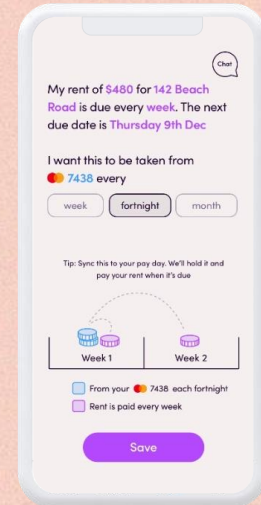 Chat
My rent of $480 for 142 Beach
Road is due every week. The next
due date is Thursday 9th Dec
I want this to be taken from
7438 every
week fortnight month
Tip: Sync this to your pay day. We'll hold it and
pay your rent when it's due
Week 1 Week 2
From your 7438 each fortnight
Rent is paid every week
Save